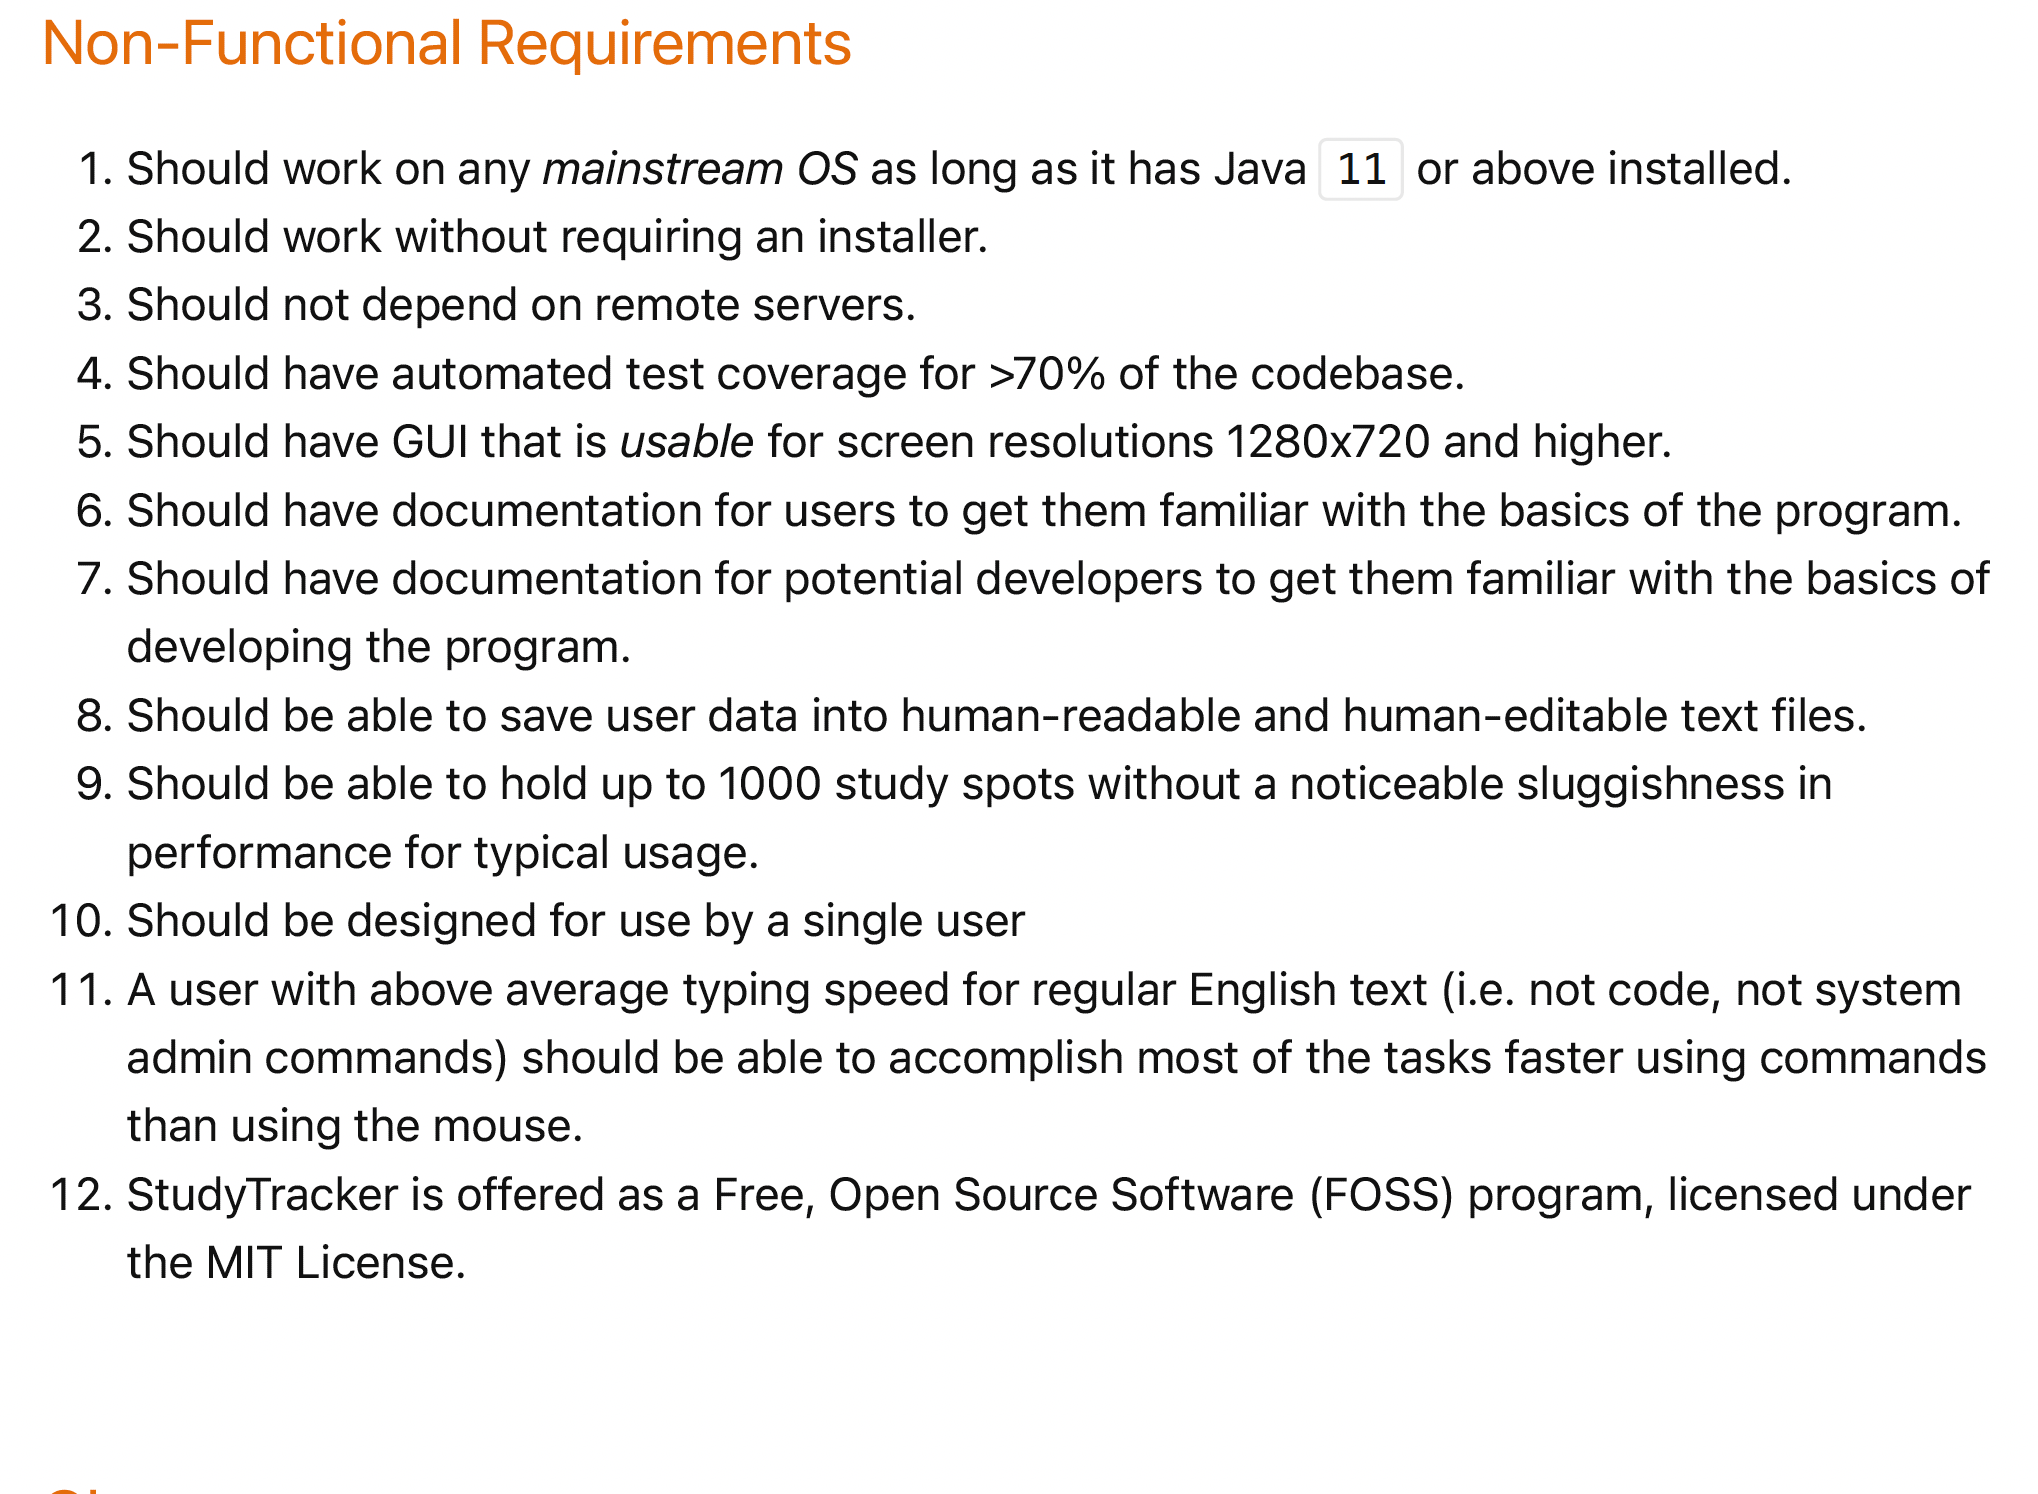 Non-Functional Requirements
1. Should work on any mainstream OS as long as it has Java 11 or above installed.
2. Should work without requiring an installer.
3. Should not depend on remote servers.
4. Should have automated test coverage for >70% of the codebase.
5. Should have GUI that is usable for screen resolutions 1280x720 and higher.
6. Should have documentation for users to get them familiar with the basics of the program.
7. Should have documentation for potential developers to get them familiar with the basics of
developing the program.
8. Should be able to save user data into human-readable and human-editable text files.
9. Should be able to hold up to 1000 study spots without a noticeable sluggishness in
performance for typical usage.
10. Should be designed for use by a single user
11. A user with above average typing speed for regular English text (i.e. not code, not system
admin commands) should be able to accomplish most of the tasks faster using commands
than using the mouse.
12. StudyTracker is offered as a Free, Open Source Software (FOSS) program, licensed under
the MIT License.